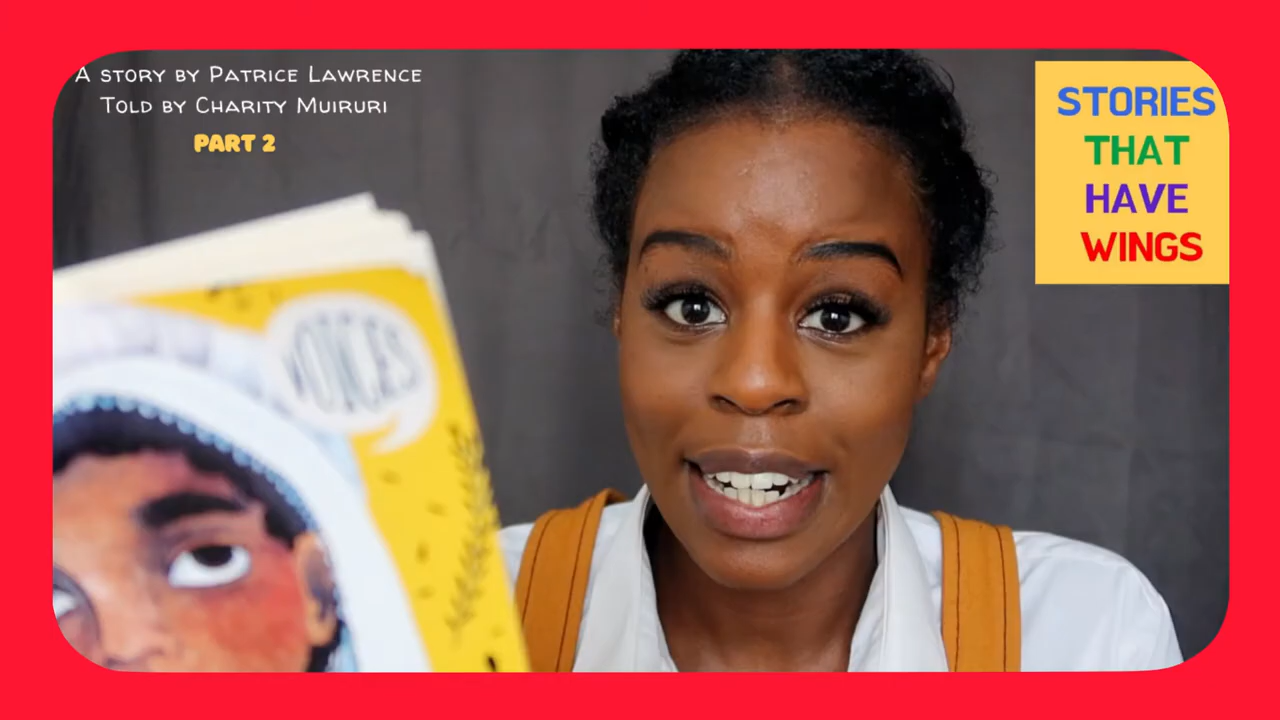 A STORY BY PATRICE LAWRENCE
TOLD BY CHARITY MUIRURI
PART 2
STORIES
THAT
HAVE
WINGS
VOICES